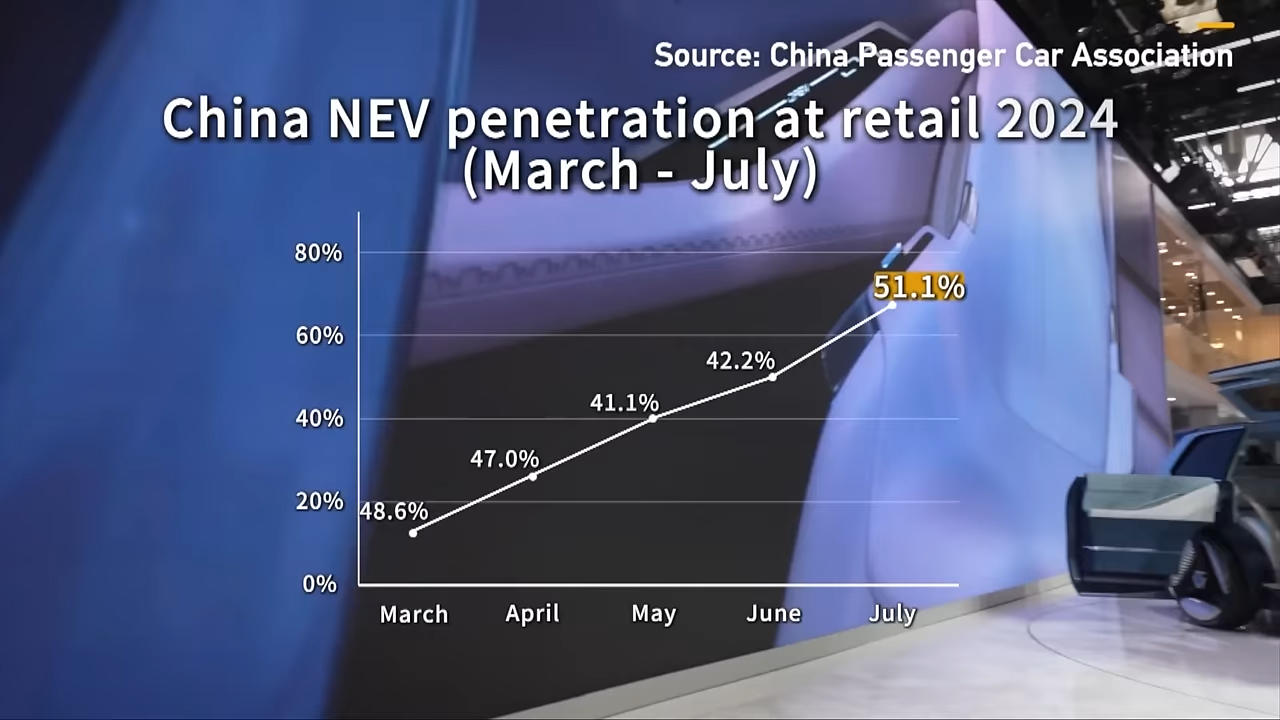 Source: China Passenger Car Association
China NEV penetration at retail 2024
(March - July)
80%
51.1%
60%
42.2%
41.1%
40%
47.0%
20%
48.6%
0%
March April May June July